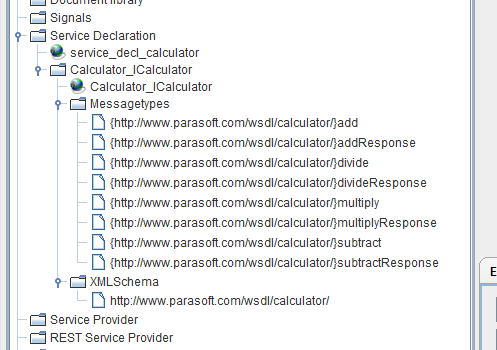 Document library
Signals
Service Declaration
service_decl_calculator
Calculator_ICalculator
Calculator_ICalculator
Messagetypes
{http://www.parasoft.com/wsdl/calculator/}add
{http://www.parasoft.com/wsdl/calculator/}addResponse
{http://www.parasoft.com/wsdl/calculator/}divide
{http://www.parasoft.com/wsdl/calculator/}divideResponse
{http://www.parasoft.com/wsdl/calculator/}multiply
{http://www.parasoft.com/wsdl/calculator/}multiplyResponse
{http://www.parasoft.com/wsdl/calculator/}subtract
{http://www.parasoft.com/wsdl/calculator/}subtractResponse
XMLSchema
http://www.parasoft.com/wsdl/calculator/
Service Provider
REST Service Provider